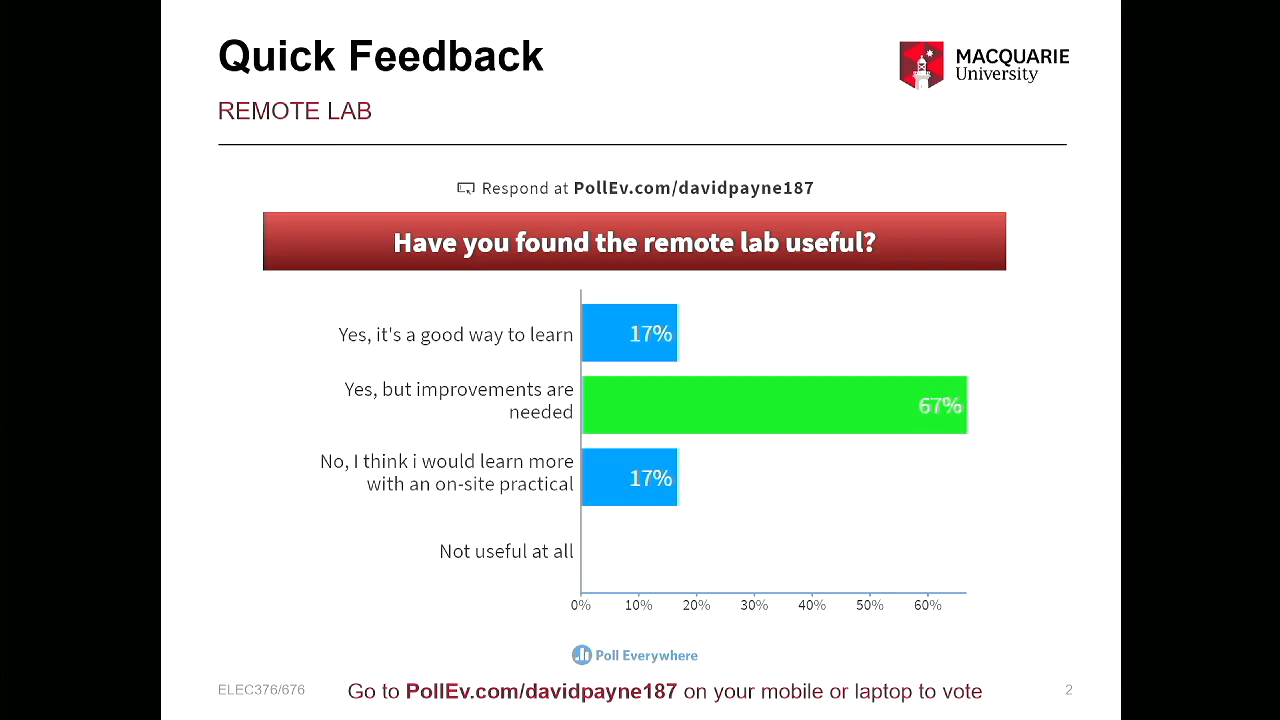 Quick Feedback
MACQUARIE
University
REMOTE LAB
Respond at PollEv.com/davidpayne187
Have you found the remote lab useful?
Yes, it's a good way to learn
17%
Yes, but improvements are
needed
67%
No, I think i would learn more
with an on-site practical
17%
Not useful at all
0% 10% 20% 30% 40% 50% 60%
Poll Everywhere
ELEC376/676
Go to PollEv.com/davidpayne187 on your mobile or laptop to vote
2